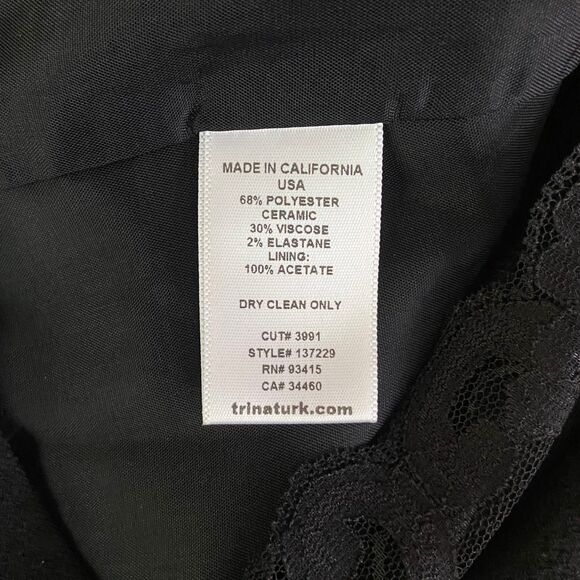 MADE IN CALIFORNIA
USA
68% POLYESTER
CERAMIC
30% VISCOSE
2% ELASTANE
LINING:
100% ACETATE
DRY CLEAN ONLY
CUT# 3991
STYLE# 137229
RN# 93415
CA# 34460
trinaturk.com